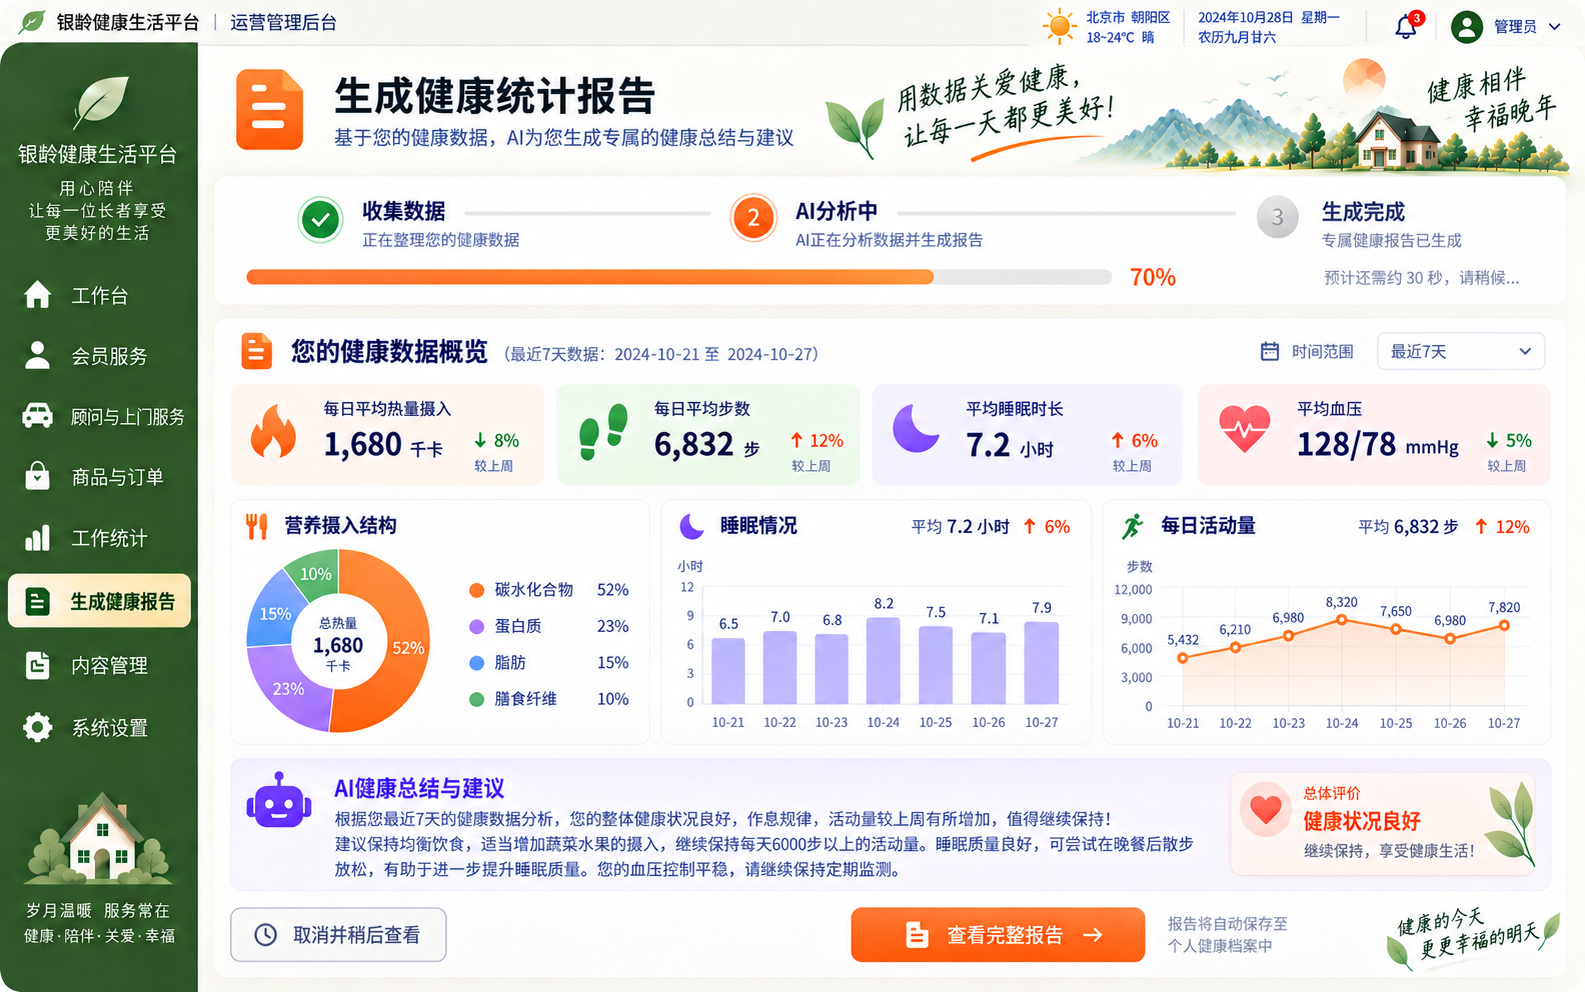 银龄健康生活平台 | 运营管理后台
北京市 朝阳区
18~24°C 晴
2024年10月28日 星期一
农历九月廿六
3
管理员
银龄健康生活平台
用心陪伴
让每一位长者享受
更美好的生活
工作台
会员服务
顾问与上门服务
商品与订单
工作统计
生成健康报告
内容管理
系统设置
岁月温暖 服务常在
健康·陪伴·关爱·幸福
生成健康统计报告
基于您的健康数据，AI为您生成专属的健康总结与建议
用数据关爱健康，
让每一天都更美好！
健康相伴
幸福晚年
收集数据
正在整理您的健康数据
2
AI分析中
AI正在分析数据并生成报告
3
生成完成
专属健康报告已生成
70%
预计还需约 30 秒，请稍候...
您的健康数据概览 （最近7天数据：2024-10-21 至 2024-10-27）
时间范围
最近7天
每日平均热量摄入
1,680 千卡
↓ 8%
较上周
每日平均步数
6,832 步
↑ 12%
较上周
平均睡眠时长
7.2 小时
↑ 6%
较上周
平均血压
128/78 mmHg
↓ 5%
较上周
营养摄入结构
10%
15%
23%
52%
总热量
1,680
千卡
碳水化合物 52%
蛋白质 23%
脂肪 15%
膳食纤维 10%
睡眠情况
平均 7.2 小时 ↑ 6%
小时
12
9
6
3
0
6.5
7.0
6.8
8.2
7.5
7.1
7.9
10-21
10-22
10-23
10-24
10-25
10-26
10-27
每日活动量
平均 6,832 步 ↑ 12%
步数
12,000
9,000
6,000
3,000
0
5,432
6,210
6,980
8,320
7,650
6,980
7,820
10-21
10-22
10-23
10-24
10-25
10-26
10-27
AI健康总结与建议
根据您最近7天的健康数据分析，您的整体健康状况良好，作息规律，活动量较上周有所增加，值得继续保持！
建议保持均衡饮食，适当增加蔬菜水果的摄入，继续保持每天6000步以上的活动量。睡眠质量良好，可尝试在晚餐后散步
放松，有助于进一步提升睡眠质量。您的血压控制平稳，请继续保持定期监测。
总体评价
健康状况良好
继续保持，享受健康生活！
取消并稍后查看
查看完整报告 →
报告将自动保存至
个人健康档案中
健康的今天
更更幸福的明天